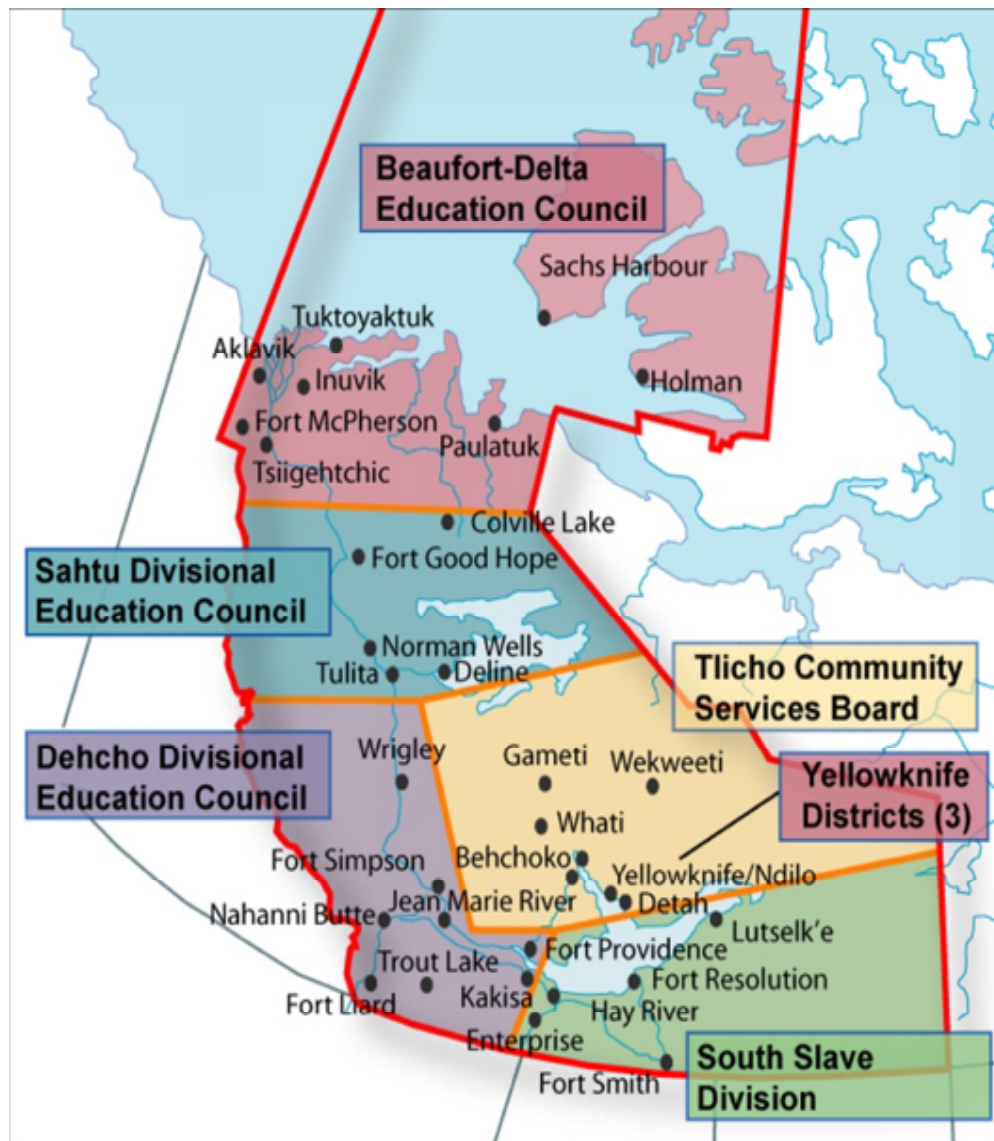 Beaufort-Delta
Education Council
Sachs Harbour
Tuktoyaktuk
Aklavik
Inuvik
Holman
Fort McPherson
Paulatuk
Tsiigehtchic
Colville Lake
Fort Good Hope
Sahtu Divisional
Education Council
Norman Wells
Tulita
Deline
Tlicho Community
Services Board
Dehcho Divisional
Education Council
Wrigley
Gameti
Wekweeti
Yellowknife
Districts (3)
Whati
Fort Simpson
Behchoko
Yellowknife/Ndilo
Jean Marie River
Detah
Nahanni Butte
Lutselk'e
Fort Providence
Trout Lake
Fort Resolution
Fort Liard
Kakisa
Hay River
Enterprise
South Slave
Division
Fort Smith